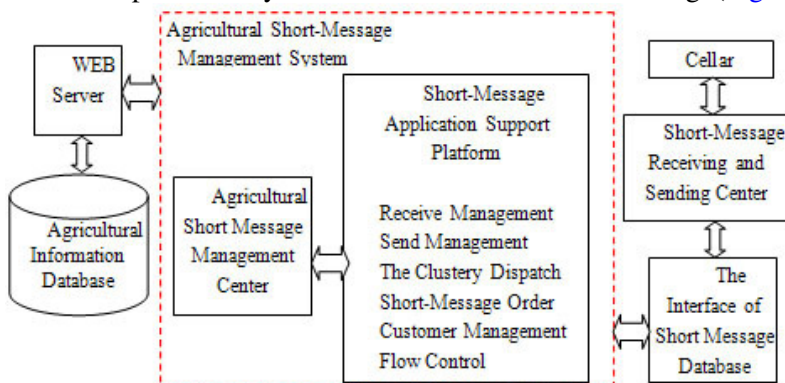 Agricultural Short-Message
Management System
WEB
Server
Agricultural
Information
Database
Agricultural
Short Message
Management
Center
Short-Message
Application Support
Platform
Receive Management
Send Management
The Clustery Dispatch
Short-Message Order
Customer Management
Flow Control
Cellar
Short-Message
Receiving and
Sending Center
The
Interface of
Short Message
Database